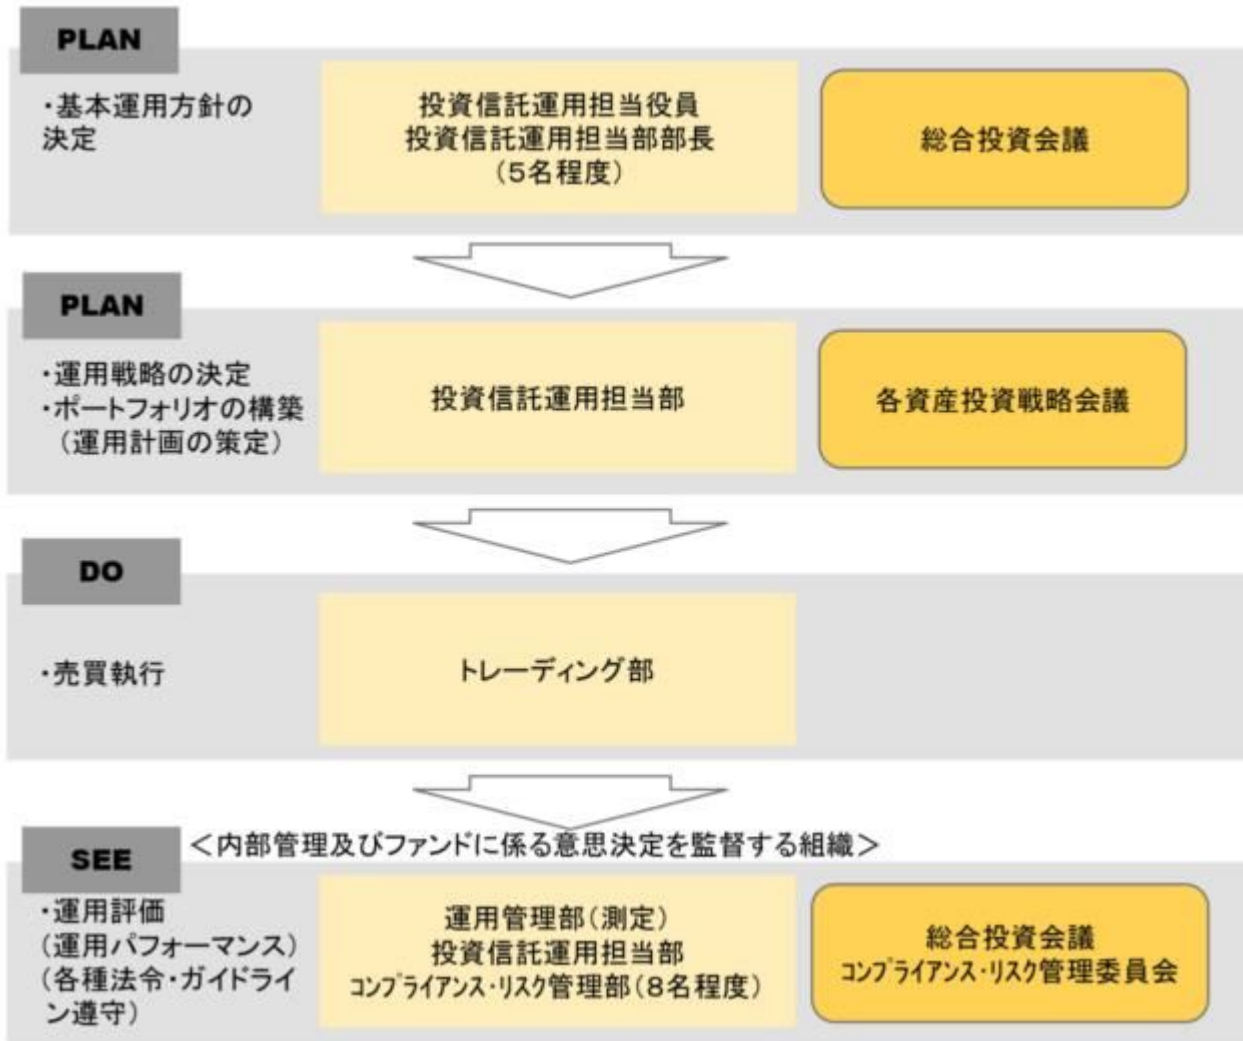 PLAN
・基本運用方針の
決定
投資信託運用担当役員
投資信託運用担当部部長
(5名程度)
総合投資会議
PLAN
・運用戦略の決定
・ポートフォリオの構築
(運用計画の策定)
投資信託運用担当部
各資産投資戦略会議
DO
・売買執行
トレーディング部
SEE
＜内部管理及びファンドに係る意思決定を監督する組織＞
・運用評価
(運用パフォーマンス)
(各種法令・ガイドライ
ン遵守)
運用管理部(測定)
投資信託運用担当部
ｺﾝﾌﾟﾗｲｱﾝｽ･ﾘｽｸ管理部(8名程度)
総合投資会議
ｺﾝﾌﾟﾗｲｱﾝｽ･ﾘｽｸ管理委員会